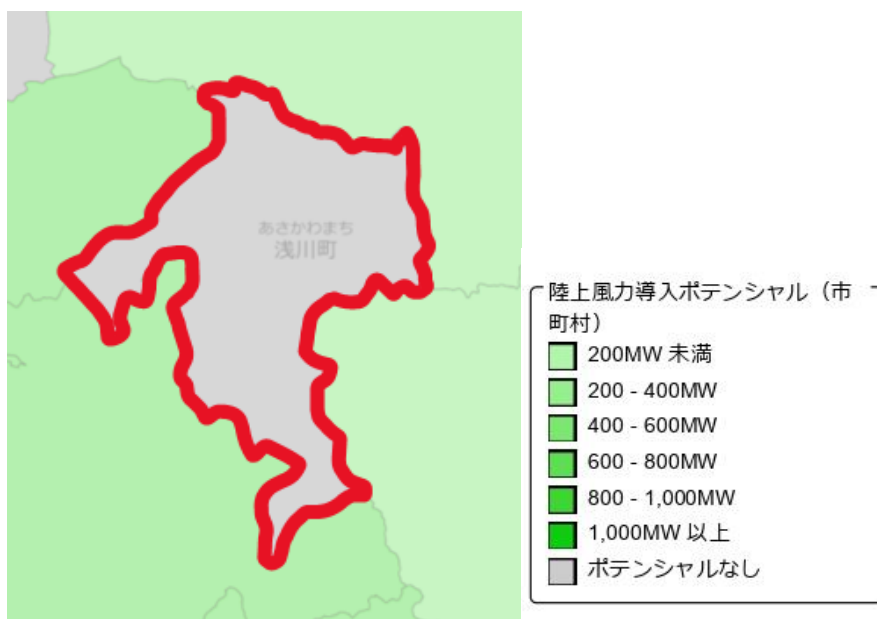 あさかわまち
浅川町
陸上風力導入ポテンシャル（市
町村）
200MW 未満
200 - 400MW
400 - 600MW
600 - 800MW
800 - 1,000MW
1,000MW 以上
ポテンシャルなし